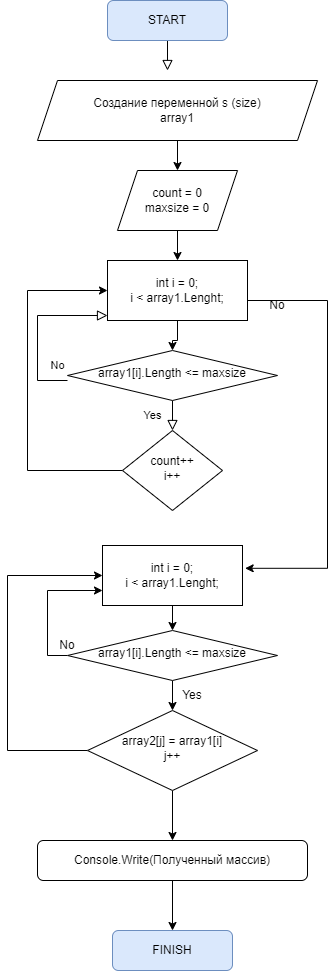 START
Создание переменной s (size)
array1
count = 0
maxsize = 0
int i = 0;
i < array1.Lenght;
No
array1[i].Length <= maxsize
No
Yes
count++
i++
int i = 0;
i < array1.Lenght;
No
array1[i].Length <= maxsize
Yes
array2[j] = array1[i]
j++
Console.Write(Полученный массив)
FINISH